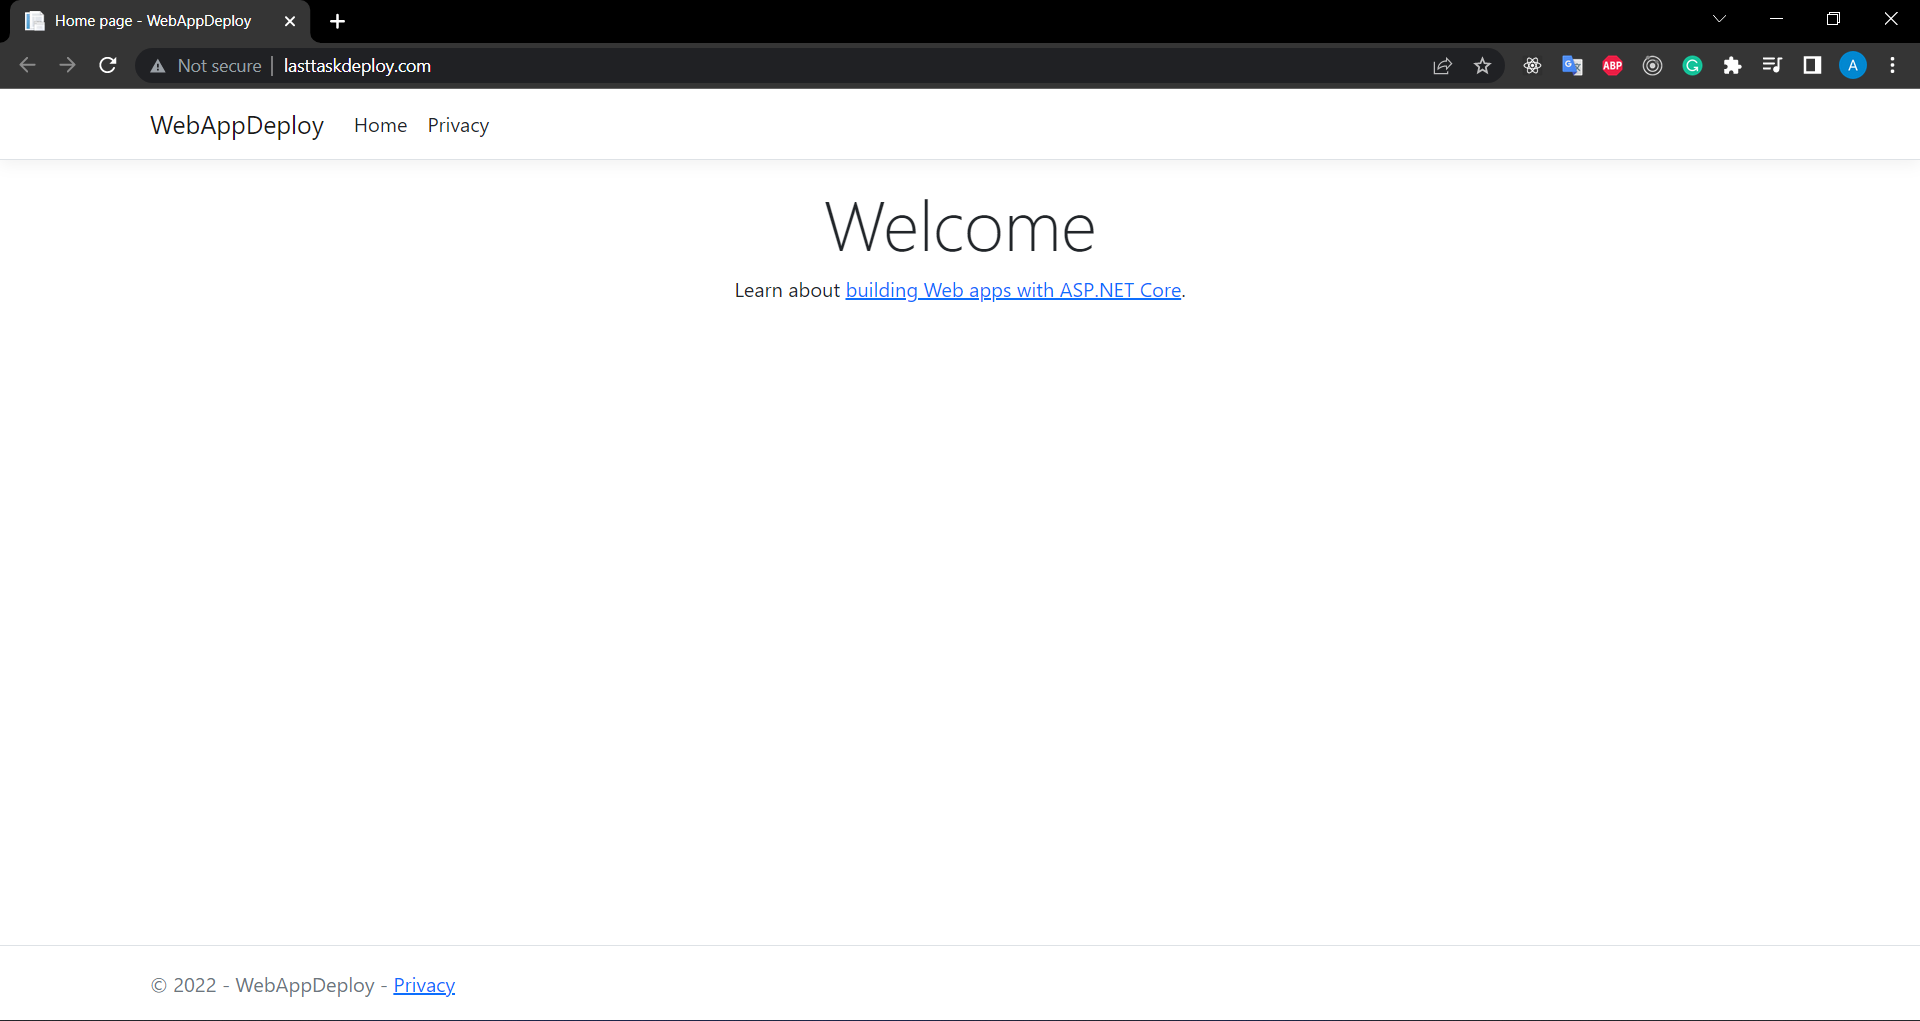 Home page - WebAppDeploy
Not secure | lasttaskdeploy.com
ABP
G
A
WebAppDeploy Home Privacy
Welcome
Learn about building Web apps with ASP.NET Core.
© 2022 - WebAppDeploy - Privacy